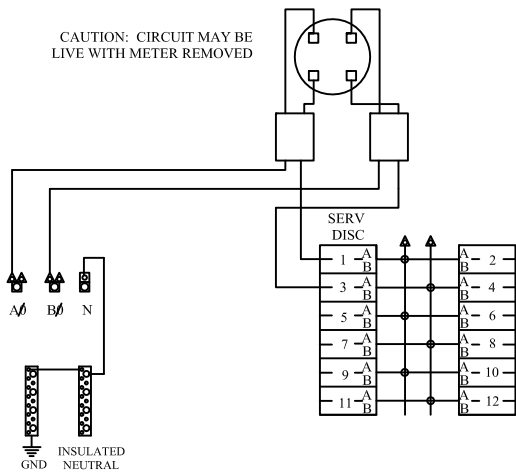 CAUTION: CIRCUIT MAY BE
LIVE WITH METER REMOVED
SERV
DISC
1 A B A B 2
3 A B A B 4
5 A B A B 6
7 A B A B 8
9 A B A B 10
11 A B A B 12
AØ BØ N
GND
INSULATED
NEUTRAL